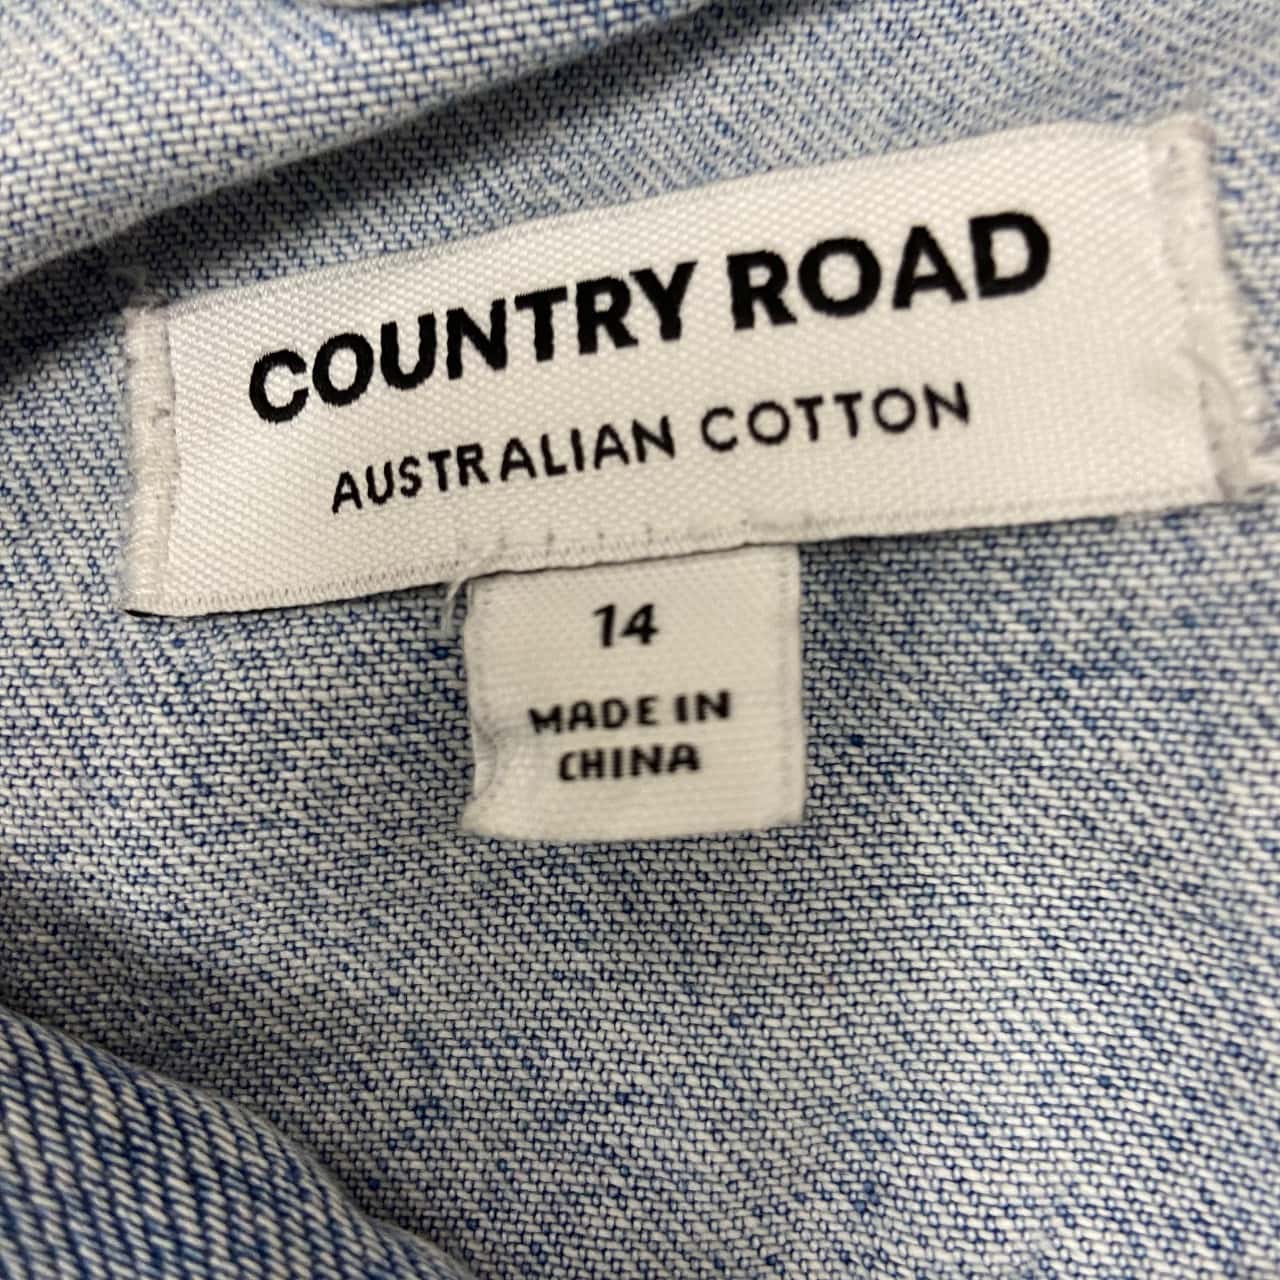 COUNTRY ROAD
AUSTRALIAN COTTON
14
MADE IN
CHINA